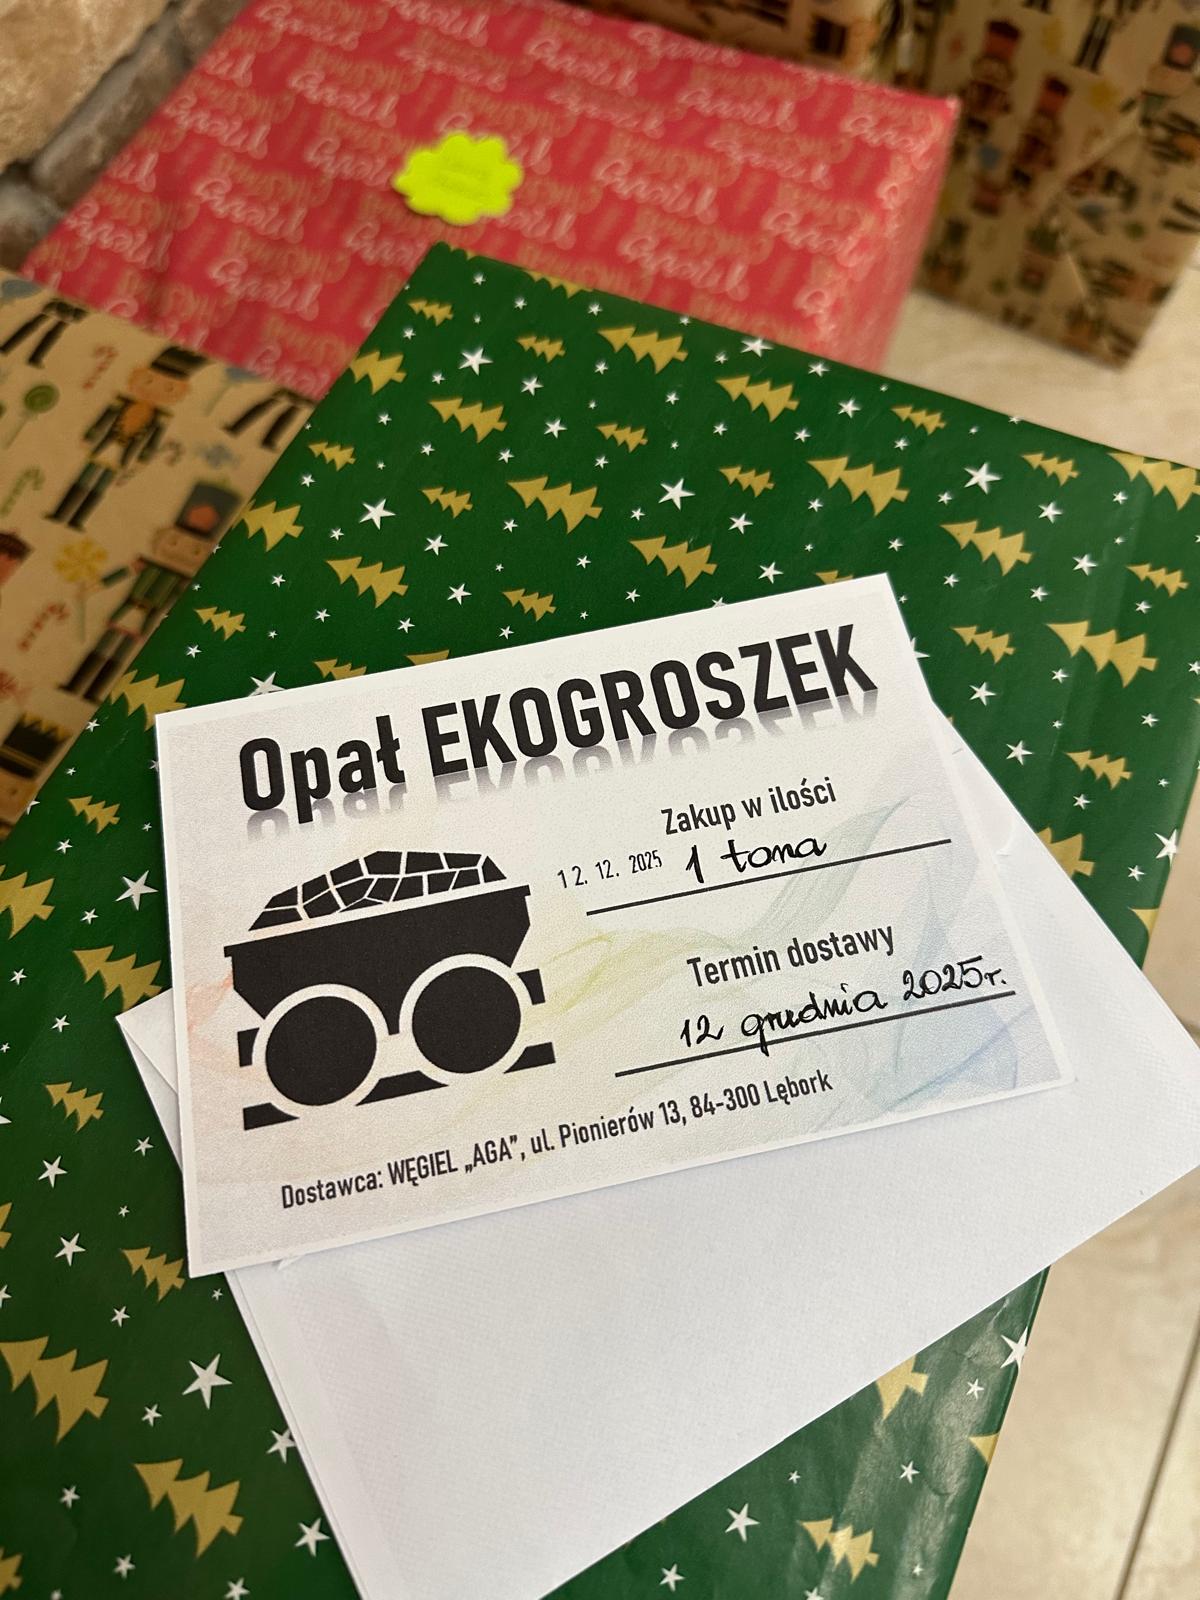 Opał EKOGROSZEK
Zakup w ilości
12. 12. 2025 1 tona
Termin dostawy
12 grudnia 2025r.
Dostawca: WĘGIEL „AGA”, ul. Pionierów 13, 84-300 Lębork